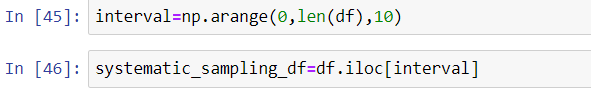 In [45]: interval=np.arange(0,len(df),10)
In [46]: systematic_sampling_df=df.iloc[interval]